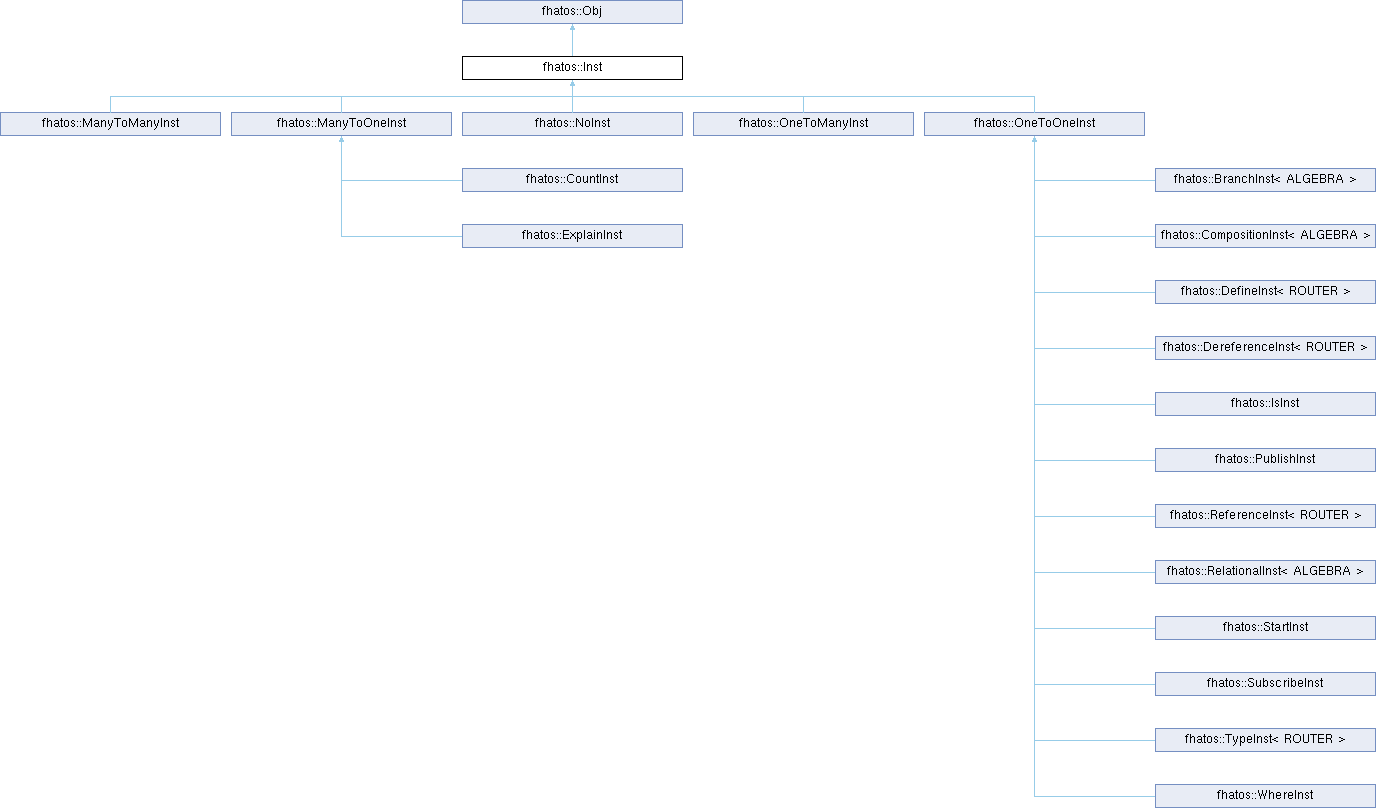 fhatos::Obj
fhatos::Inst
fhatos::ManyToManyInst
fhatos::ManyToOneInst
fhatos::NoInst
fhatos::OneToManyInst
fhatos::OneToOneInst
fhatos::CountInst
fhatos::BranchInst< ALGEBRA >
fhatos::ExplainInst
fhatos::CompositionInst< ALGEBRA >
fhatos::DefineInst< ROUTER >
fhatos::DereferenceInst< ROUTER >
fhatos::IsInst
fhatos::PublishInst
fhatos::ReferenceInst< ROUTER >
fhatos::RelationalInst< ALGEBRA >
fhatos::StartInst
fhatos::SubscribeInst
fhatos::TypeInst< ROUTER >
fhatos::WhereInst